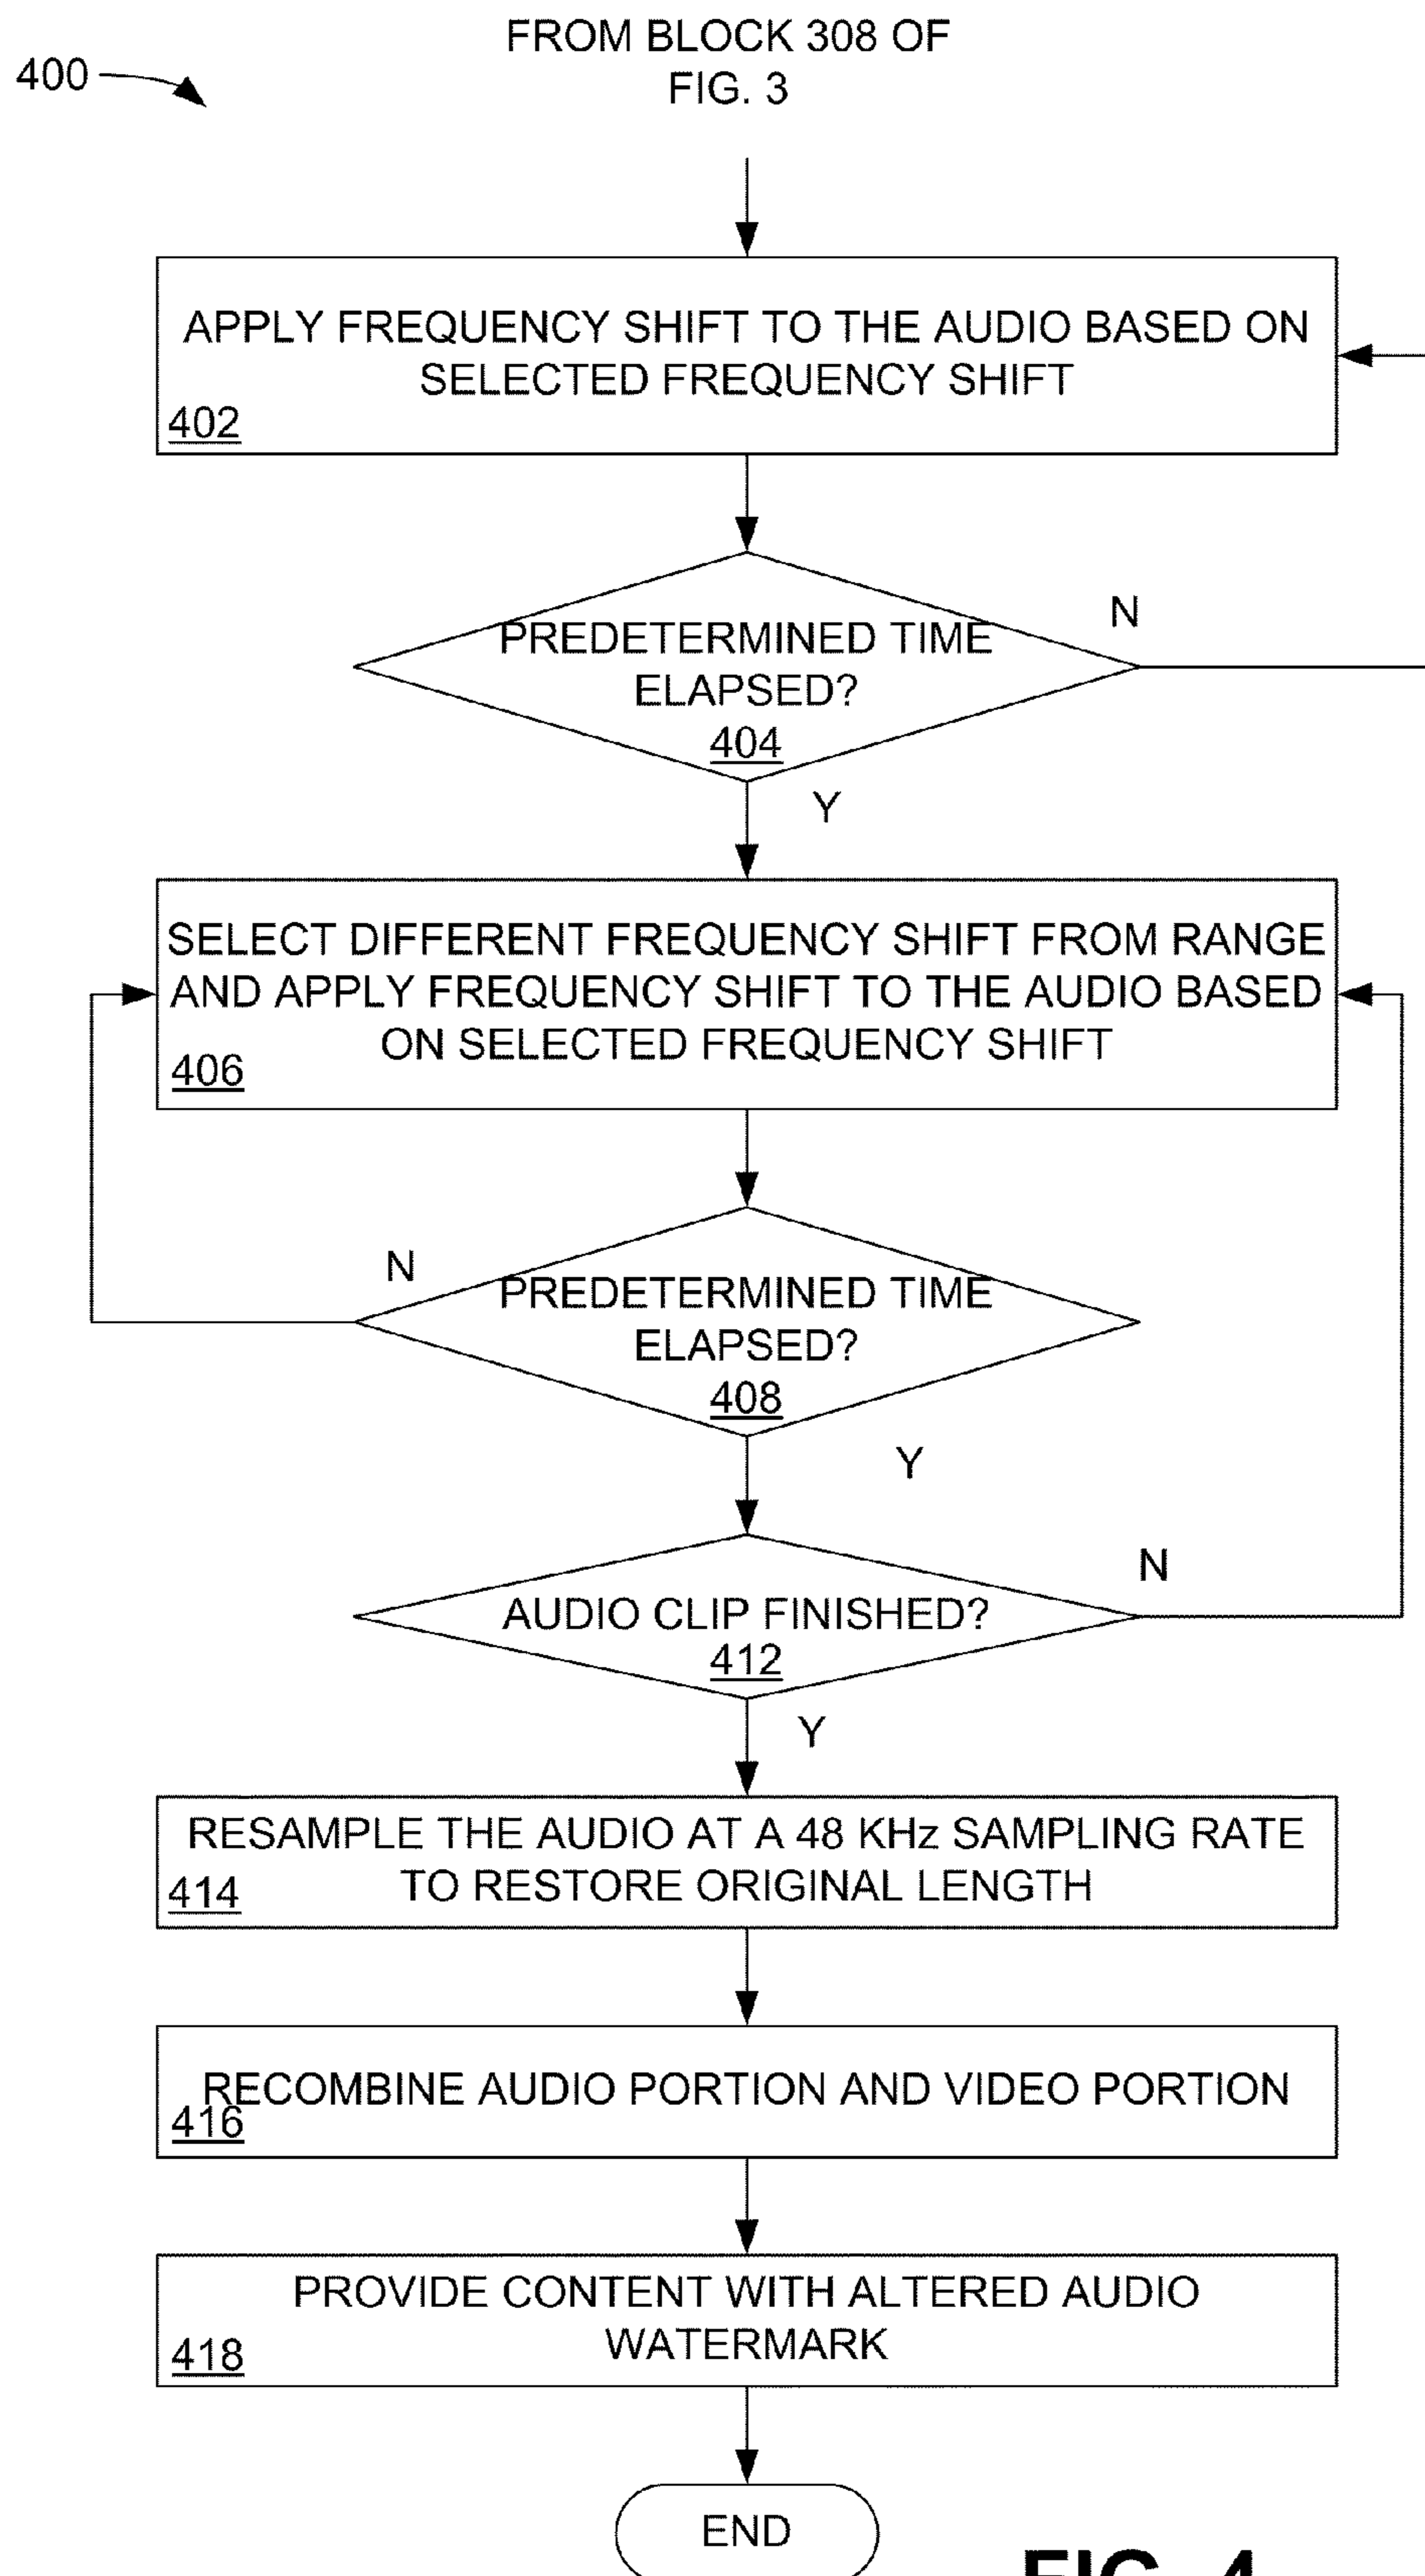 FROM BLOCK 308 OF
FIG. 3
400
APPLY FREQUENCY SHIFT TO THE AUDIO BASED ON
SELECTED FREQUENCY SHIFT
402
PREDETERMINED TIME
ELAPSED?
404
N
Y
SELECT DIFFERENT FREQUENCY SHIFT FROM RANGE
AND APPLY FREQUENCY SHIFT TO THE AUDIO BASED
ON SELECTED FREQUENCY SHIFT
406
N
PREDETERMINED TIME
ELAPSED?
408
Y
AUDIO CLIP FINISHED?
412
N
Y
RESAMPLE THE AUDIO AT A 48 KHz SAMPLING RATE
TO RESTORE ORIGINAL LENGTH
414
RECOMBINE AUDIO PORTION AND VIDEO PORTION
416
PROVIDE CONTENT WITH ALTERED AUDIO
WATERMARK
418
END
FIG. 4